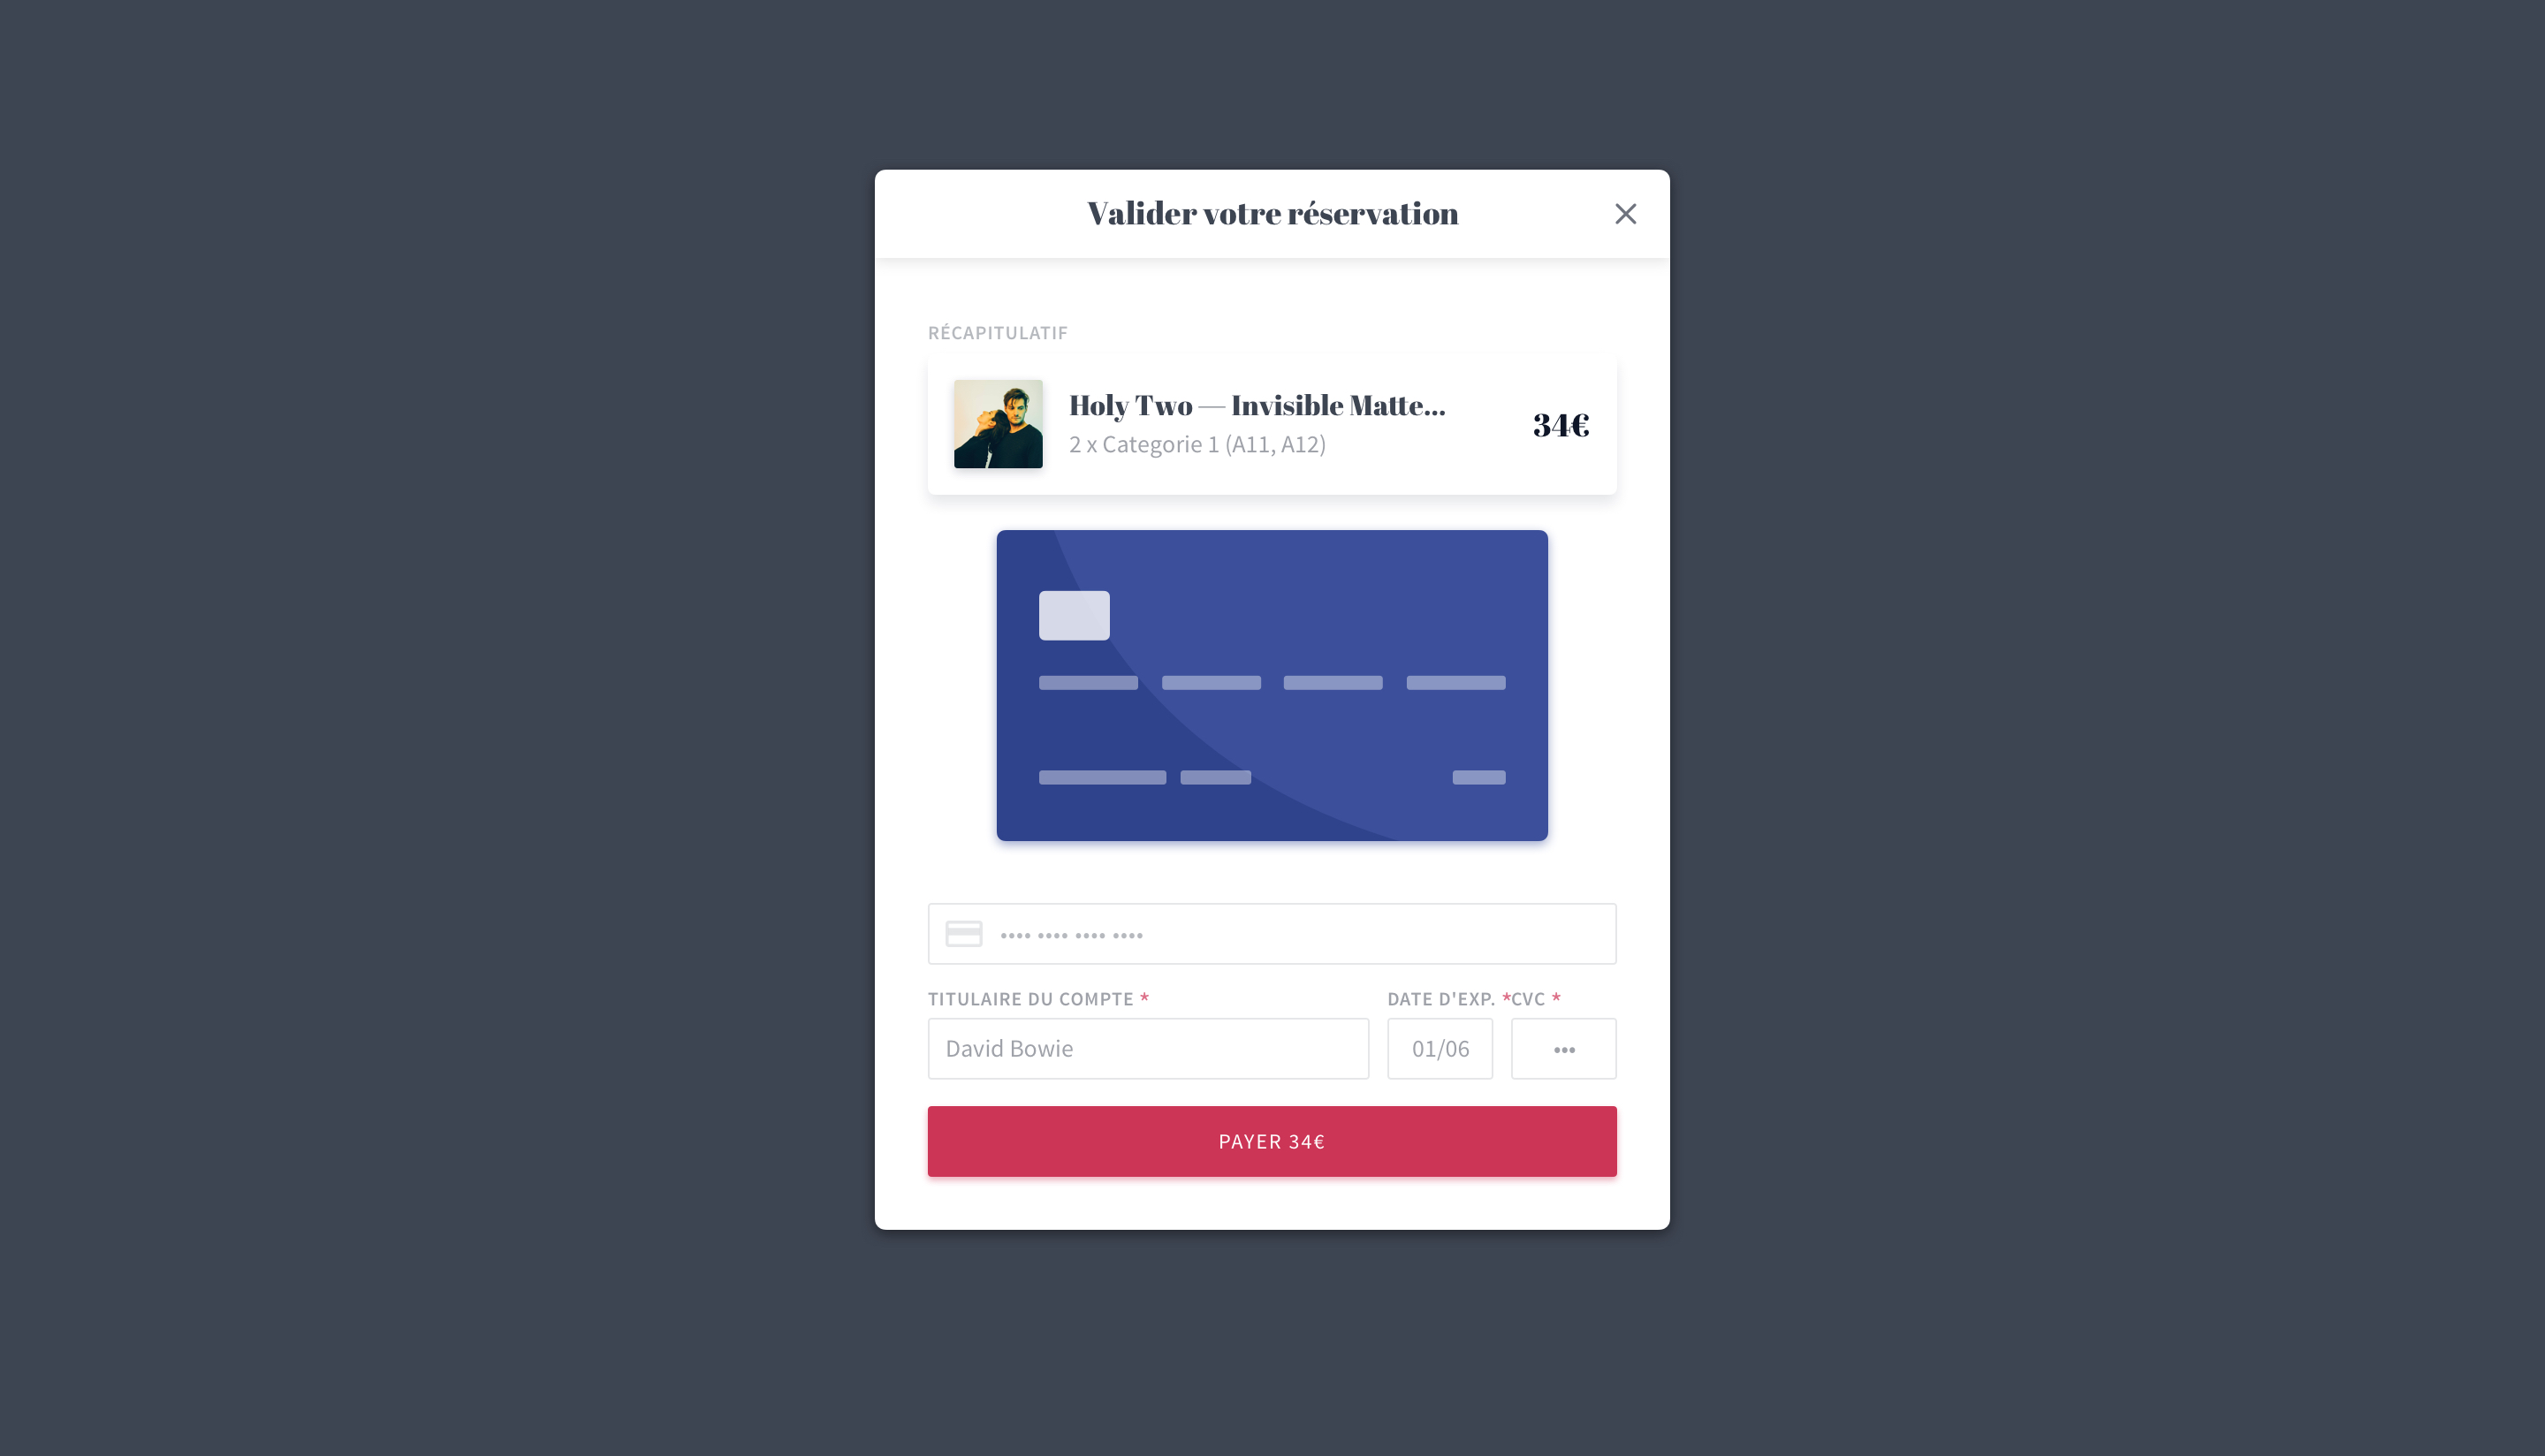 Valider votre réservation
RÉCAPITULATIF
Holy Two — Invisible Matte...
2 x Categorie 1 (A11, A12)
34€
•••• •••• •••• ••••
TITULAIRE DU COMPTE *
DATE D'EXP. *
CVC *
David Bowie
01/06
•••
PAYER 34€